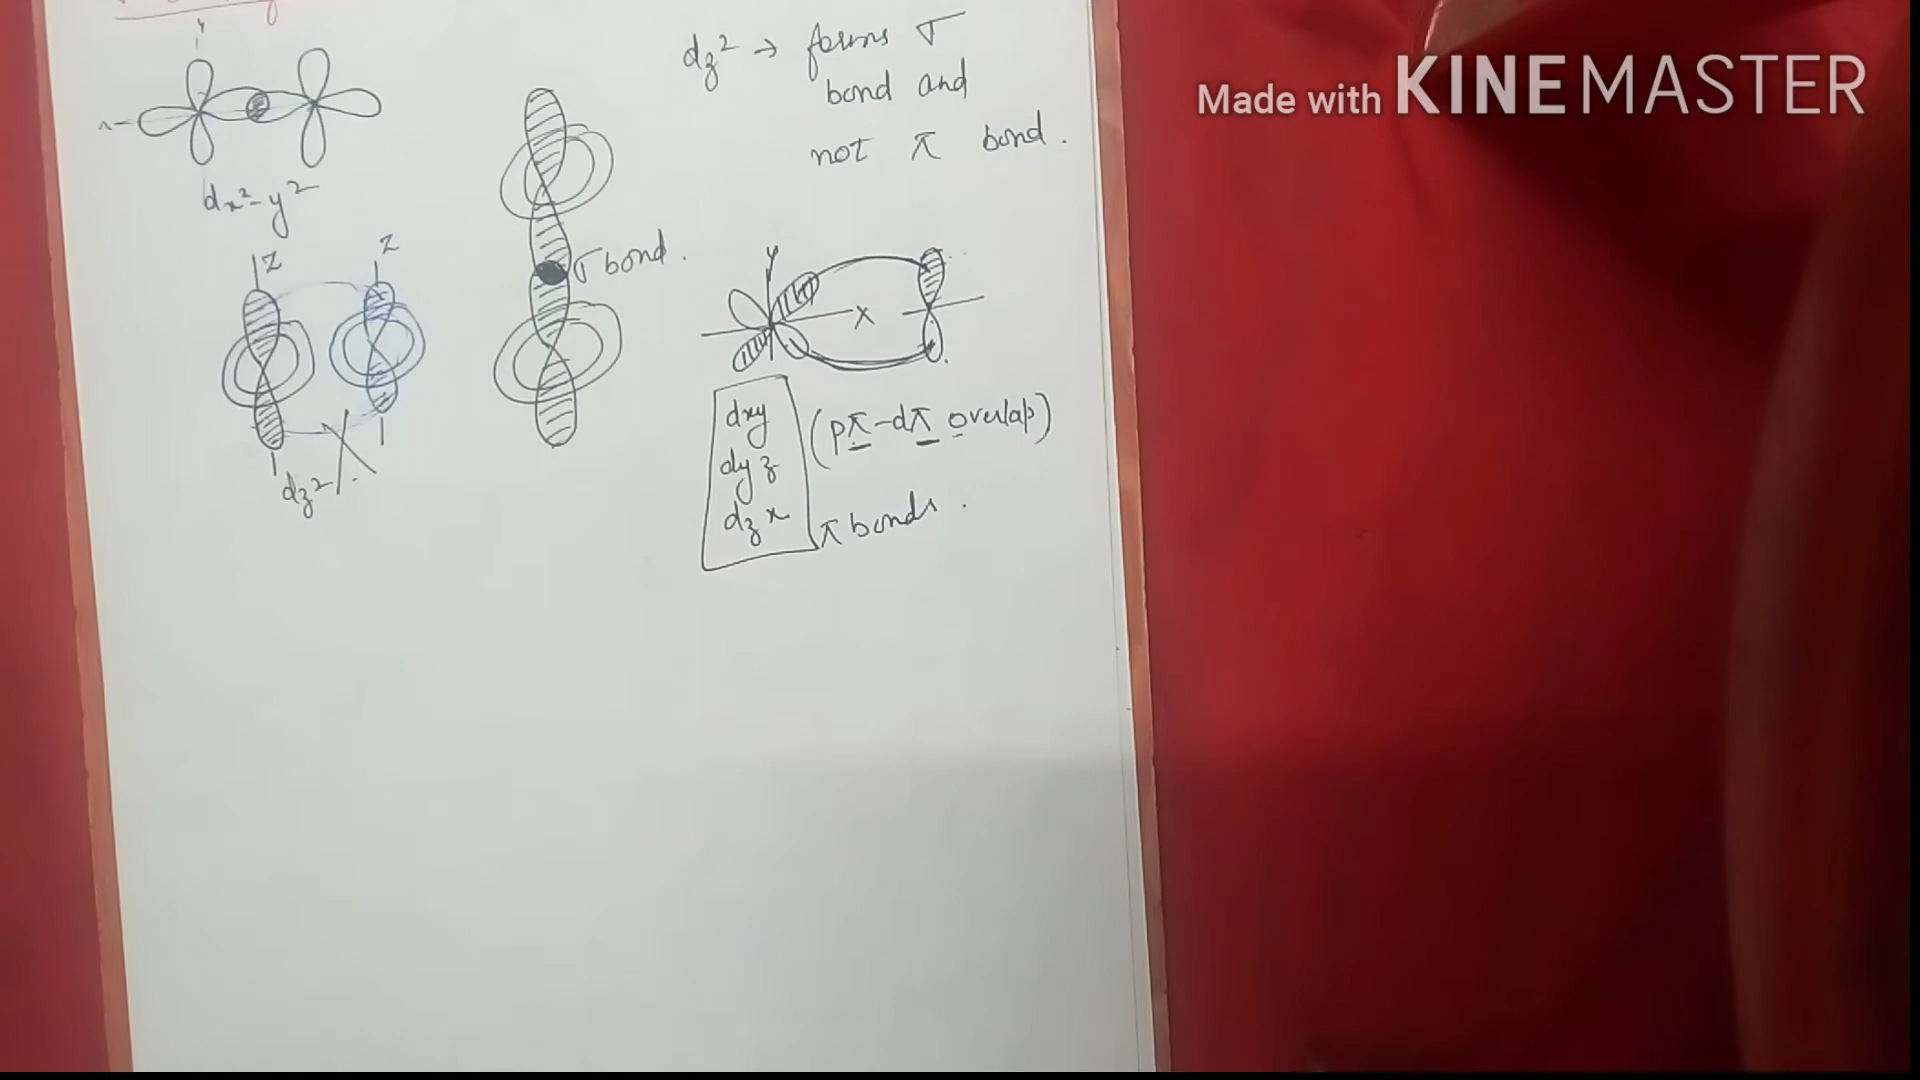 Made with KINEMASTER
Y
dx²-y²
dz² → forms σ
bond and
not π bond.
Z
Z
σ bond.
dz²
Y
X
dxy
dyz
dzx
(pπ-dπ overlap)
π bonds.